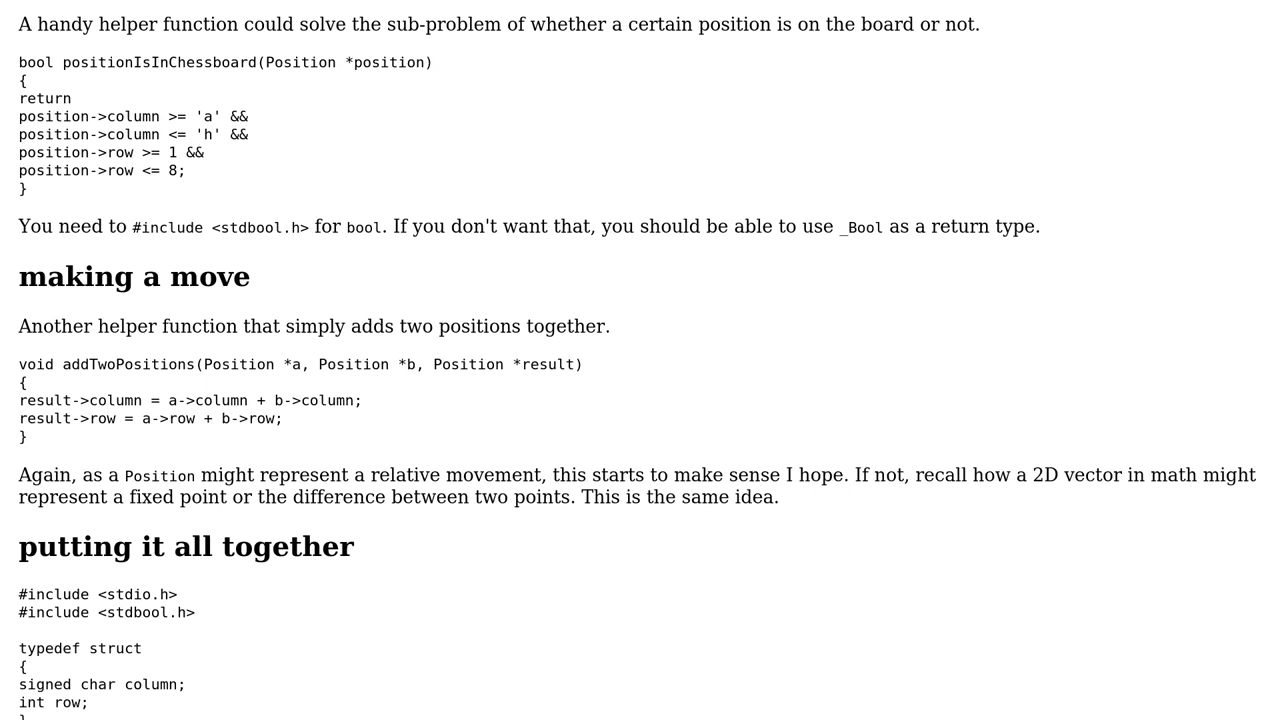 A handy helper function could solve the sub-problem of whether a certain position is on the board or not.
bool positionIsInChessboard(Position *position)
{
return
position->column >= 'a' &&
position->column <= 'h' &&
position->row >= 1 &&
position->row <= 8;
}
You need to #include <stdbool.h> for bool. If you don't want that, you should be able to use _Bool as a return type.
making a move
Another helper function that simply adds two positions together.
void addTwoPositions(Position *a, Position *b, Position *result)
{
result->column = a->column + b->column;
result->row = a->row + b->row;
}
Again, as a Position might represent a relative movement, this starts to make sense I hope. If not, recall how a 2D vector in math might
represent a fixed point or the difference between two points. This is the same idea.
putting it all together
#include <stdio.h>
#include <stdbool.h>
typedef struct
{
signed char column;
int row;
}